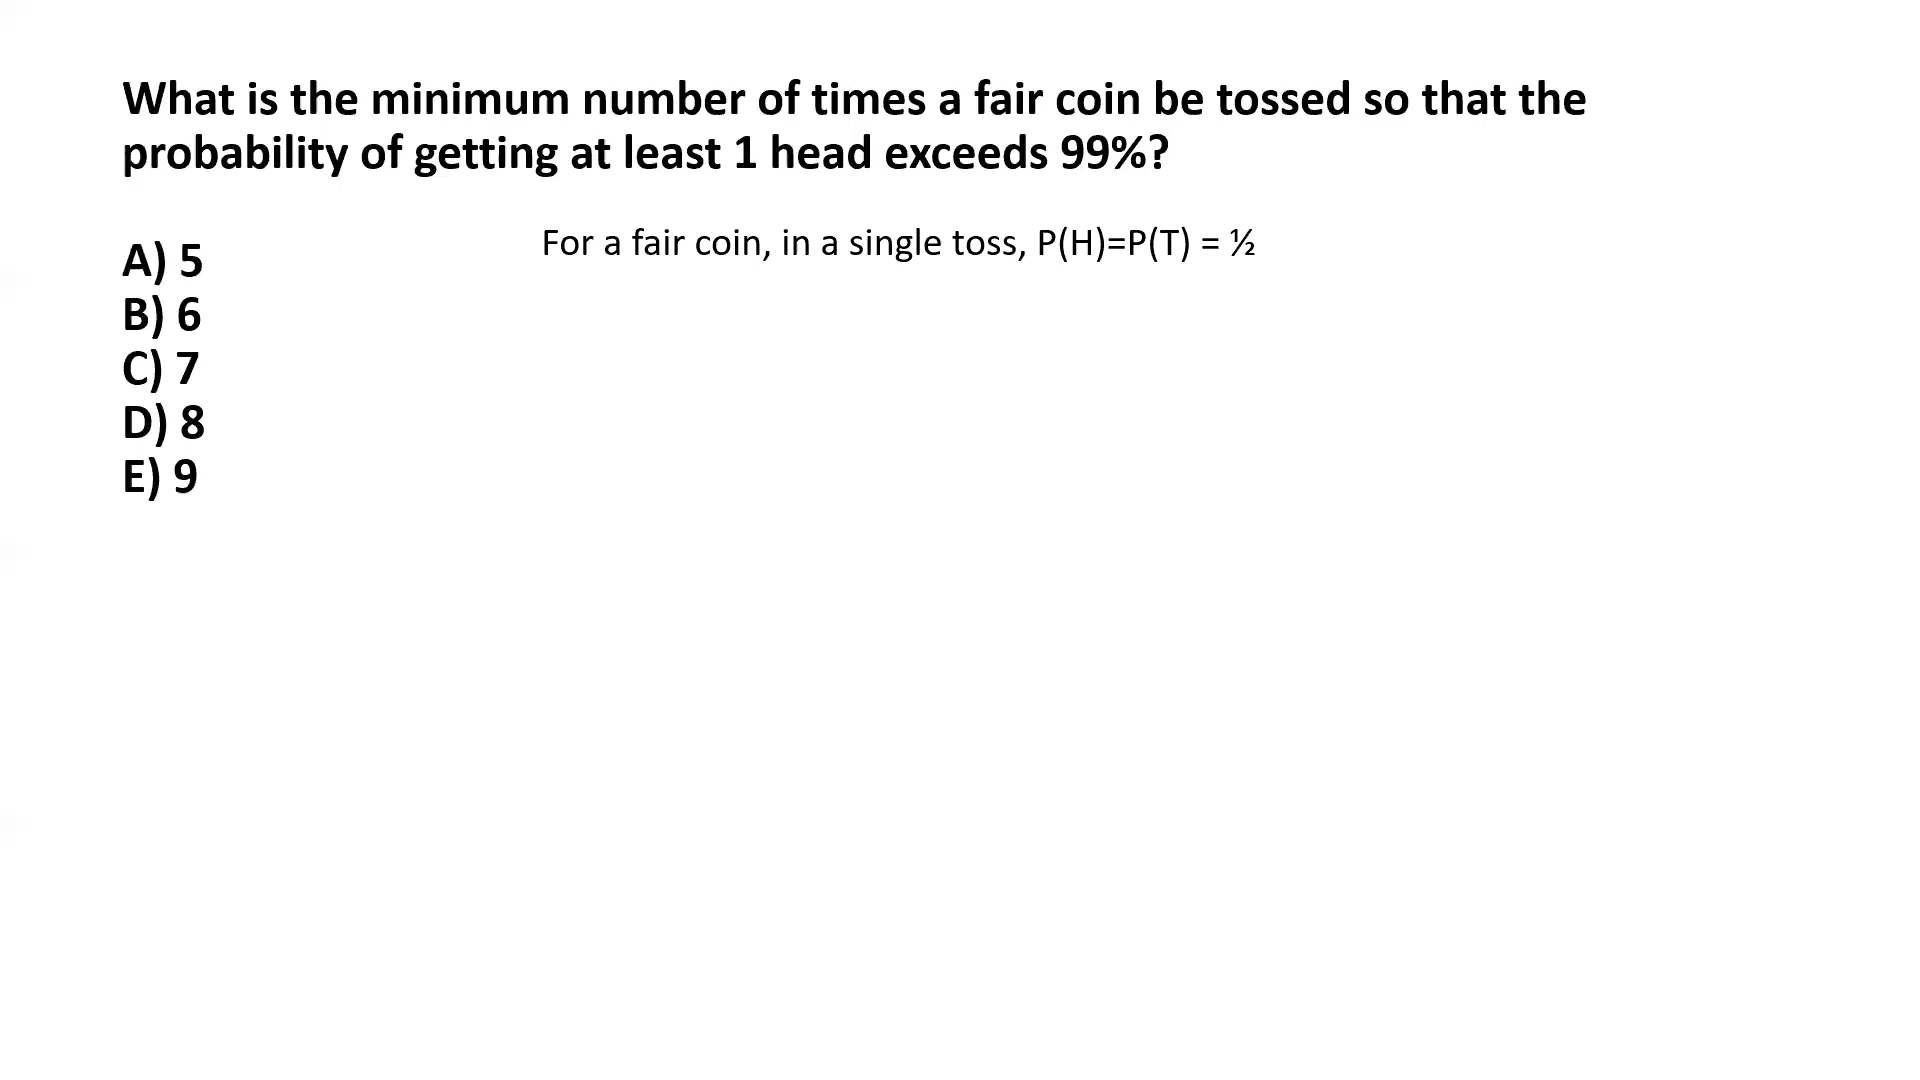 What is the minimum number of times a fair coin be tossed so that the
probability of getting at least 1 head exceeds 99%?
For a fair coin, in a single toss, P(H)=P(T) = ½
A) 5
B) 6
C) 7
D) 8
E) 9